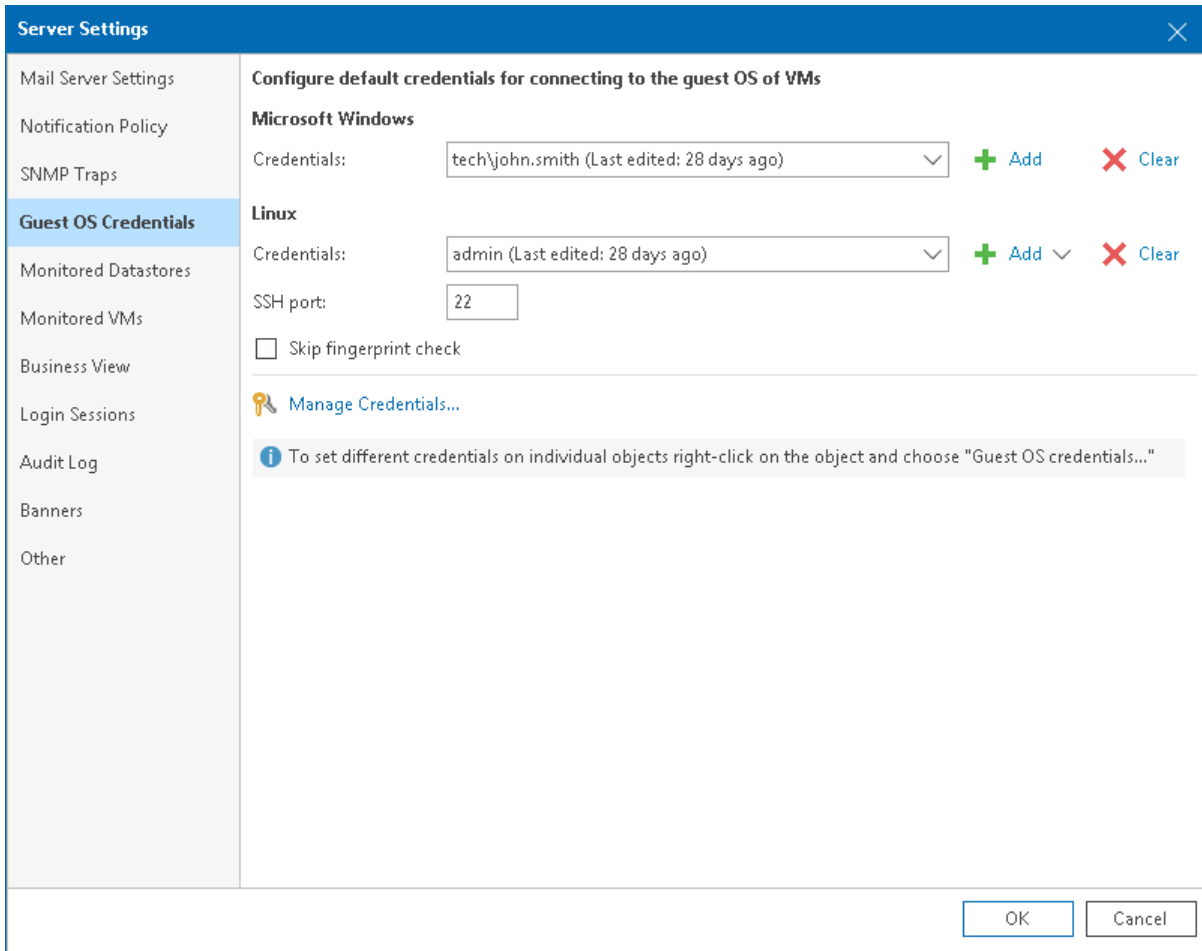 Server Settings
Mail Server Settings
Notification Policy
SNMP Traps
Guest OS Credentials
Monitored Datastores
Monitored VMs
Business View
Login Sessions
Audit Log
Banners
Other
Configure default credentials for connecting to the guest OS of VMs
Microsoft Windows
Credentials: tech\john.smith (Last edited: 28 days ago) Add Clear
Linux
Credentials: admin (Last edited: 28 days ago) Add Clear
SSH port: 22
Skip fingerprint check
Manage Credentials...
To set different credentials on individual objects right-click on the object and choose "Guest OS credentials..."
OK Cancel